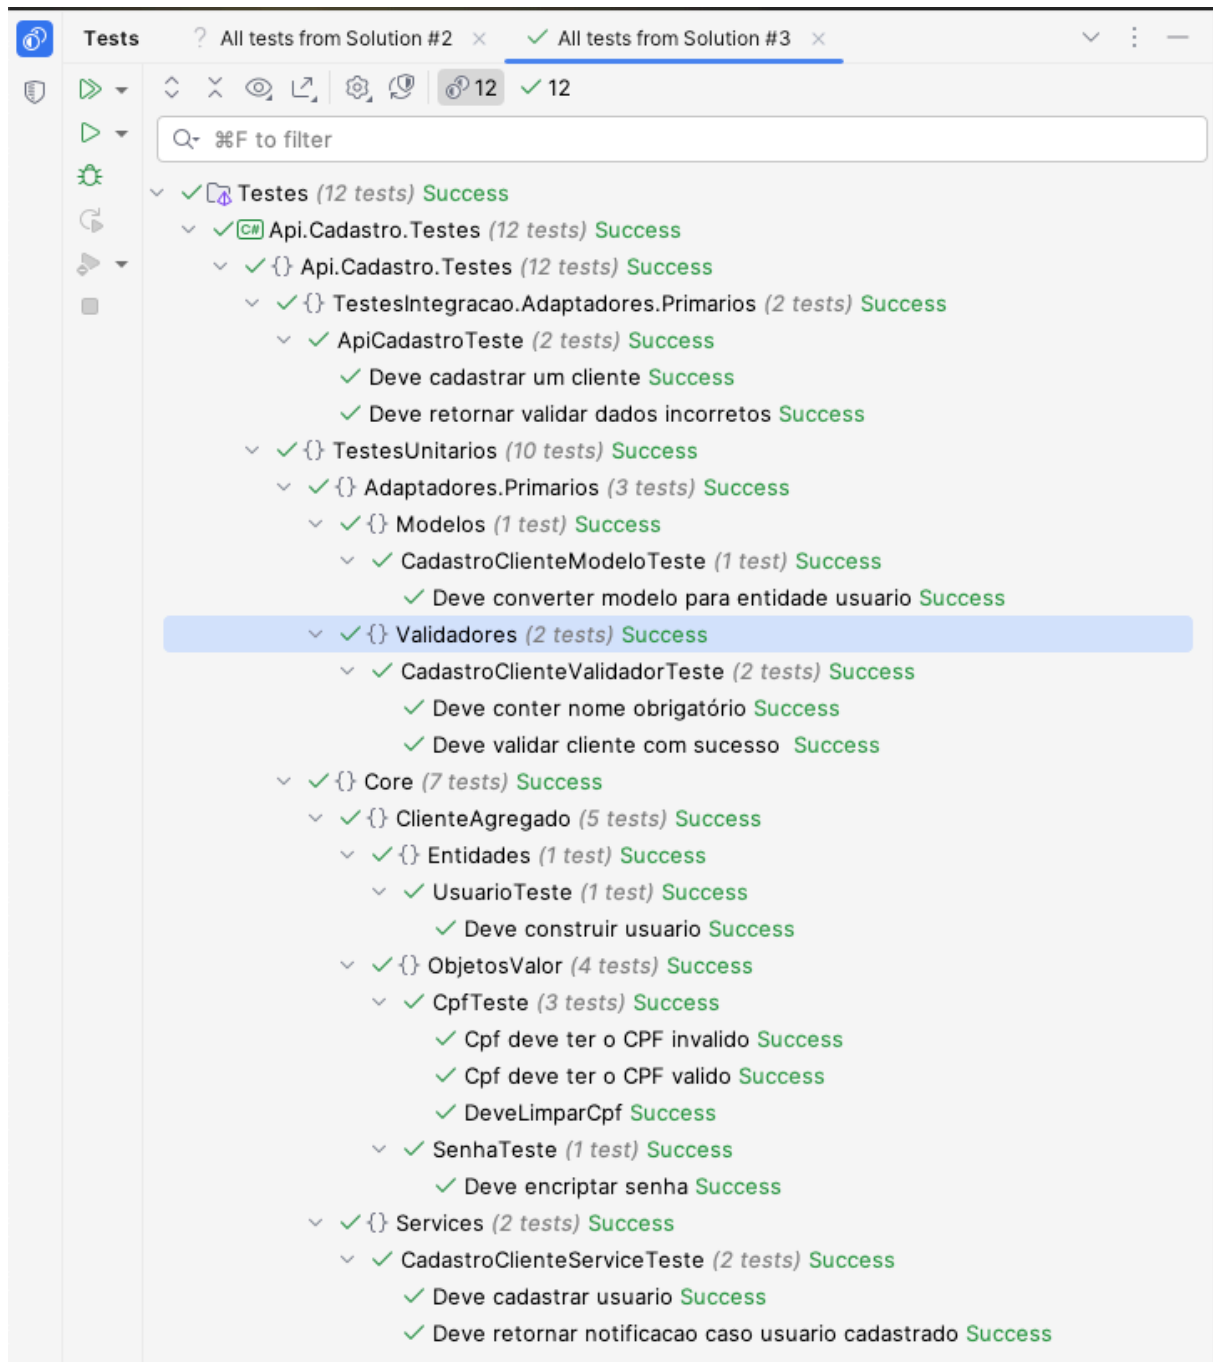 Tests ? All tests from Solution #2 × ✓ All tests from Solution #3 ×
12 ✓ 12
⌘F to filter
Testes (12 tests) Success
C# Api.Cadastro.Testes (12 tests) Success
{} Api.Cadastro.Testes (12 tests) Success
{} TestesIntegracao.Adaptadores.Primarios (2 tests) Success
ApiCadastroTeste (2 tests) Success
Deve cadastrar um cliente Success
Deve retornar validar dados incorretos Success
{} TestesUnitarios (10 tests) Success
{} Adaptadores.Primarios (3 tests) Success
{} Modelos (1 test) Success
CadastroClienteModeloTeste (1 test) Success
Deve converter modelo para entidade usuario Success
{} Validadores (2 tests) Success
CadastroClienteValidadorTeste (2 tests) Success
Deve conter nome obrigatório Success
Deve validar cliente com sucesso Success
{} Core (7 tests) Success
{} ClienteAgregado (5 tests) Success
{} Entidades (1 test) Success
UsuarioTeste (1 test) Success
Deve construir usuario Success
{} ObjetosValor (4 tests) Success
CpfTeste (3 tests) Success
Cpf deve ter o CPF invalido Success
Cpf deve ter o CPF valido Success
DeveLimparCpf Success
SenhaTeste (1 test) Success
Deve encriptar senha Success
{} Services (2 tests) Success
CadastroClienteServiceTeste (2 tests) Success
Deve cadastrar usuario Success
Deve retornar notificacao caso usuario cadastrado Success